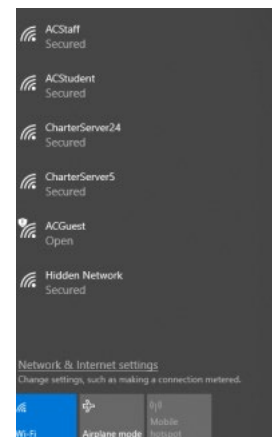 ACStaff
Secured
ACStudent
Secured
CharterServer24
Secured
CharterServer5
Secured
ACGuest
Open
Hidden Network
Secured
Network & Internet settings
Change settings, such as making a connection metered.
Wi-Fi
Airplane mode
Mobile
hotspot